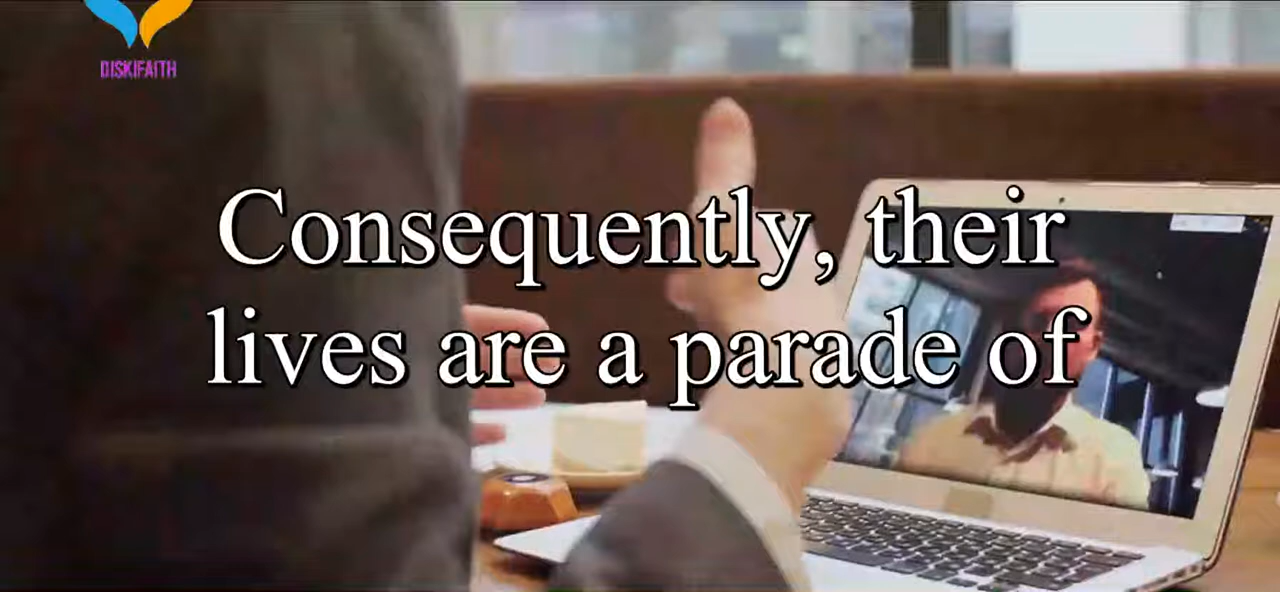 DISKIFAITH
Consequently, their
lives are a parade of